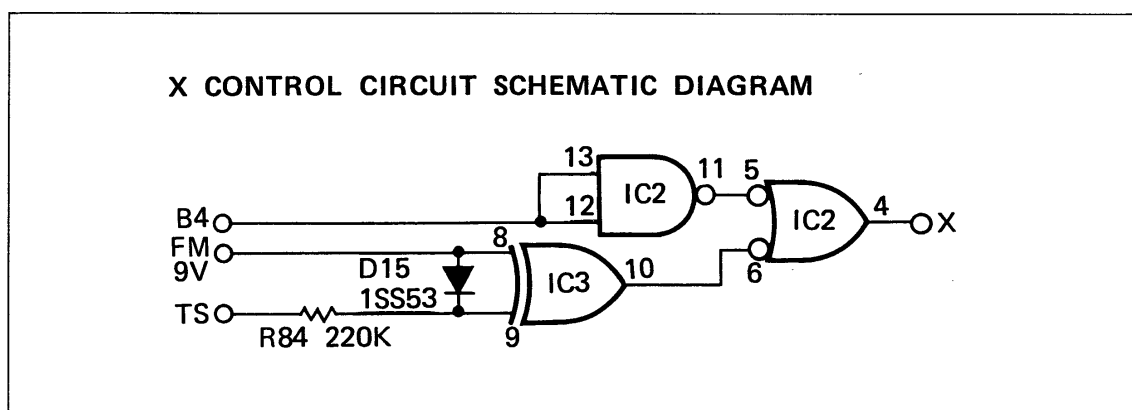 X CONTROL CIRCUIT SCHEMATIC DIAGRAM
13
11
5
IC2
B4
12
IC2
4
X
FM
9V
8
D15
1SS53
IC3
10
6
TS
R84 220K
9